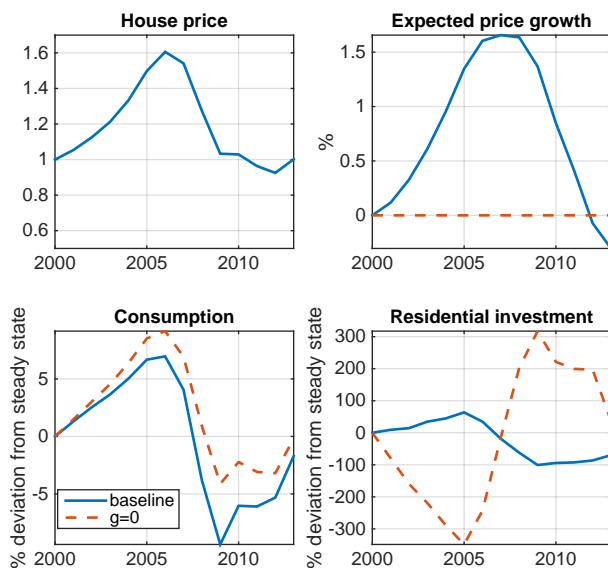 House price
1.6
1.4
1.2
1
0.8
0.6
2000 2005 2010
Expected price growth
%
1.5
1
0.5
0
2000 2005 2010
Consumption
% deviation from steady state
5
0
-5
baseline
g=0
2000 2005 2010
Residential investment
% deviation from steady state
300
200
100
0
-100
-200
-300
2000 2005 2010